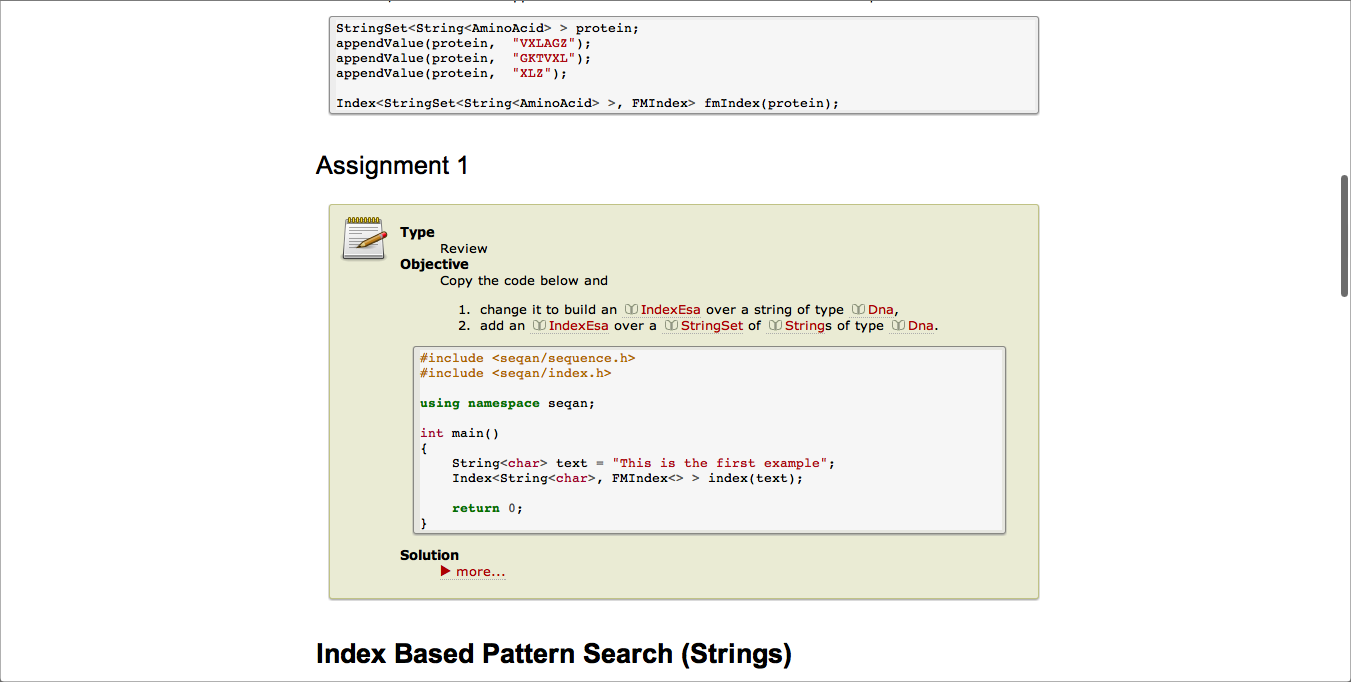 StringSet<String<AminoAcid> > protein;
appendValue(protein,  "VXLAGZ");
appendValue(protein,  "GKTVXL");
appendValue(protein,  "XLZ");
Index<StringSet<String<AminoAcid> >, FMIndex> fmIndex(protein);
Assignment 1
Type
Review
Objective
Copy the code below and
1. change it to build an IndexEsa over a string of type Dna,
2. add an IndexEsa over a StringSet of Strings of type Dna.
#include <seqan/sequence.h>
#include <seqan/index.h>
using namespace seqan;
int main()
{
    String<char> text = "This is the first example";
    Index<String<char>, FMIndex<> > index(text);
    return 0;
}
Solution
more...
Index Based Pattern Search (Strings)